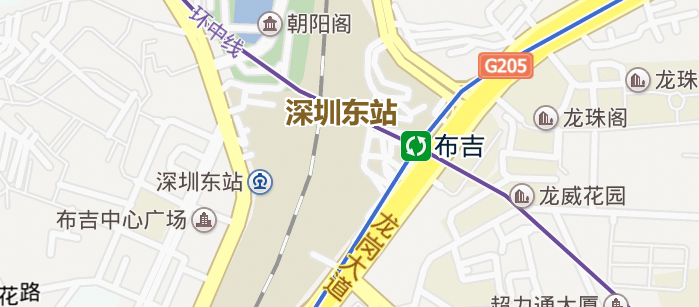 朝阳阁
环中线
G205
龙珠
深圳东站
龙珠阁
布吉
深圳东站
龙威花园
布吉中心广场
龙岗大道
花路
超力通大厦